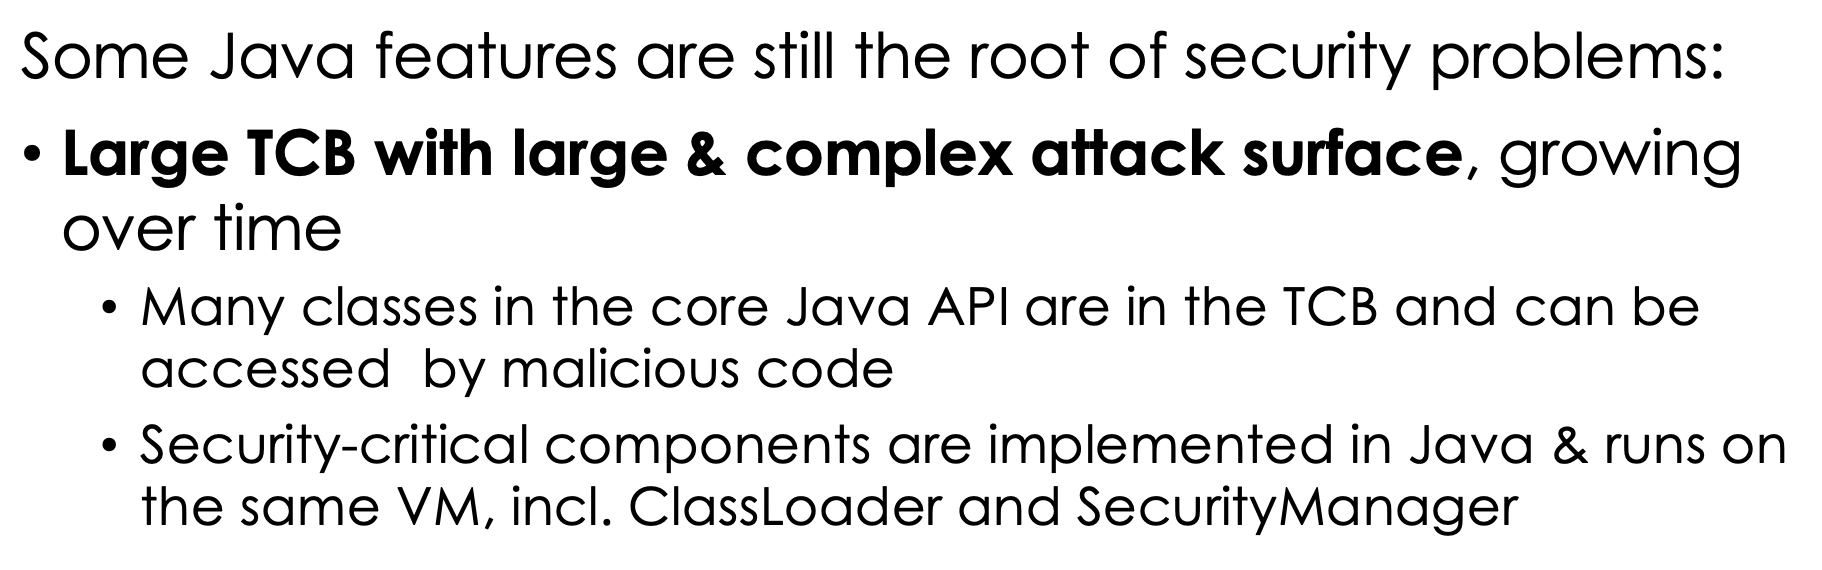 Some Java features are still the root of security problems:
• Large TCB with large & complex attack surface, growing
over time
• Many classes in the core Java API are in the TCB and can be
accessed  by malicious code
• Security-critical components are implemented in Java & runs on
the same VM, incl. ClassLoader and SecurityManager